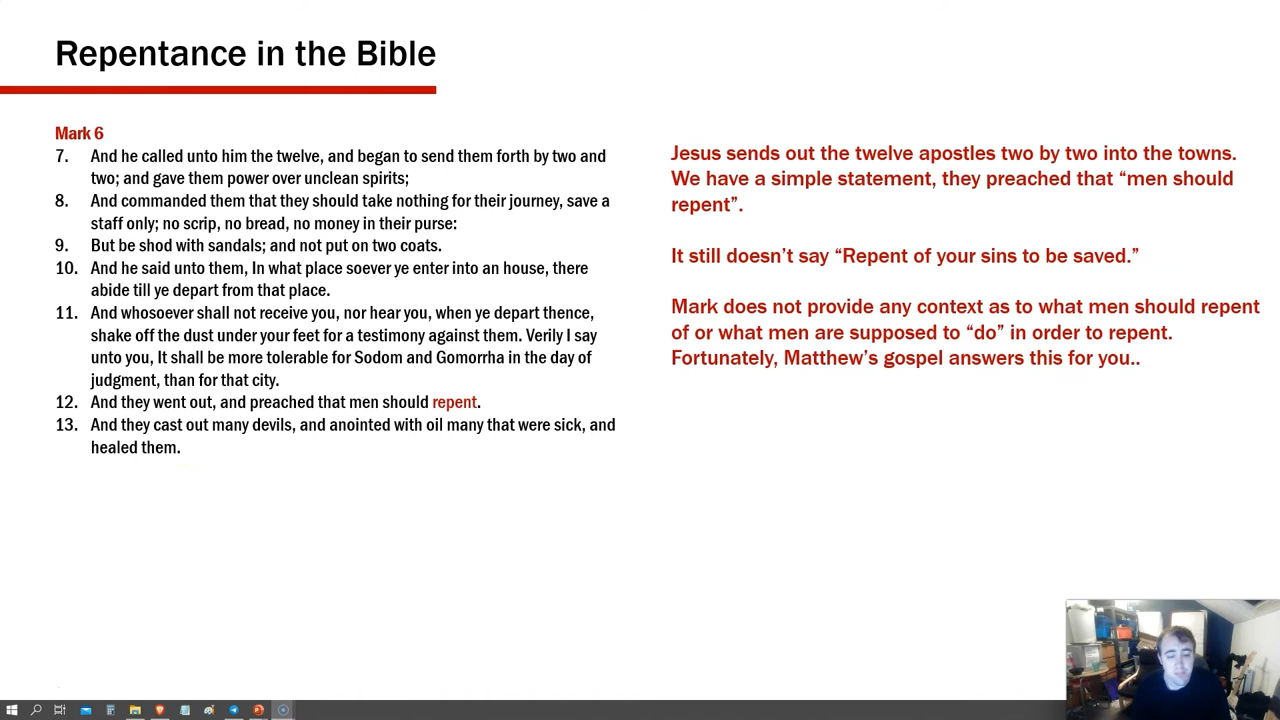 Repentance in the Bible
Mark 6
7. And he called unto him the twelve, and began to send them forth by two and
two; and gave them power over unclean spirits;
8. And commanded them that they should take nothing for their journey, save a
staff only; no scrip, no bread, no money in their purse:
9. But be shod with sandals; and not put on two coats.
10. And he said unto them, In what place soever ye enter into an house, there
abide till ye depart from that place.
11. And whosoever shall not receive you, nor hear you, when ye depart thence,
shake off the dust under your feet for a testimony against them. Verily I say
unto you, It shall be more tolerable for Sodom and Gomorrha in the day of
judgment, than for that city.
12. And they went out, and preached that men should repent.
13. And they cast out many devils, and anointed with oil many that were sick, and
healed them.
Jesus sends out the twelve apostles two by two into the towns.
We have a simple statement, they preached that “men should
repent”.
It still doesn’t say “Repent of your sins to be saved.”
Mark does not provide any context as to what men should repent
of or what men are supposed to “do” in order to repent.
Fortunately, Matthew’s gospel answers this for you..